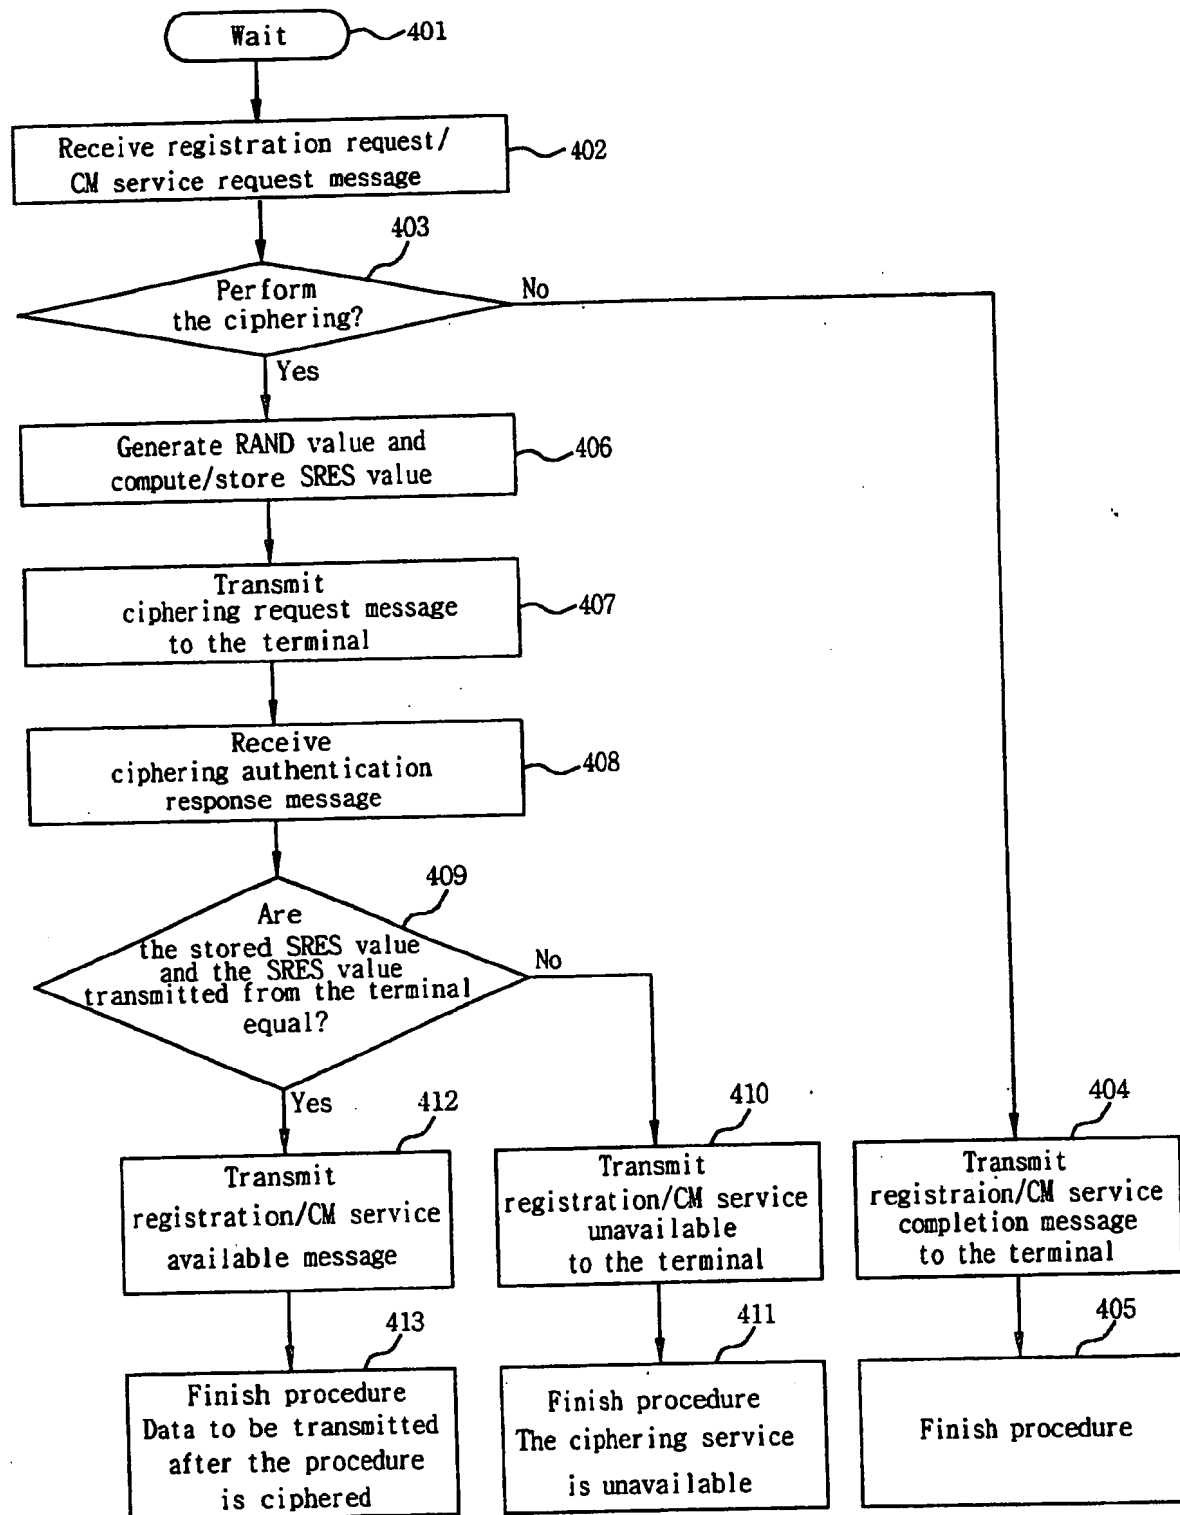 Wait
401
Receive registration request/
CM service request message
402
403
Perform
the ciphering?
No
Yes
Generate RAND value and
compute/store SRES value
406
Transmit
ciphering request message
to the terminal
407
Receive
ciphering authentication
response message
408
409
Are
the stored SRES value
and the SRES value
transmitted from the terminal
equal?
No
Yes
412
Transmit
registration/CM service
available message
410
Transmit
registration/CM service
unavailable
to the terminal
404
Transmit
registraion/CM service
completion message
to the terminal
413
Finish procedure
Data to be transmitted
after the procedure
is ciphered
411
Finish procedure
The ciphering service
is unavailable
405
Finish procedure